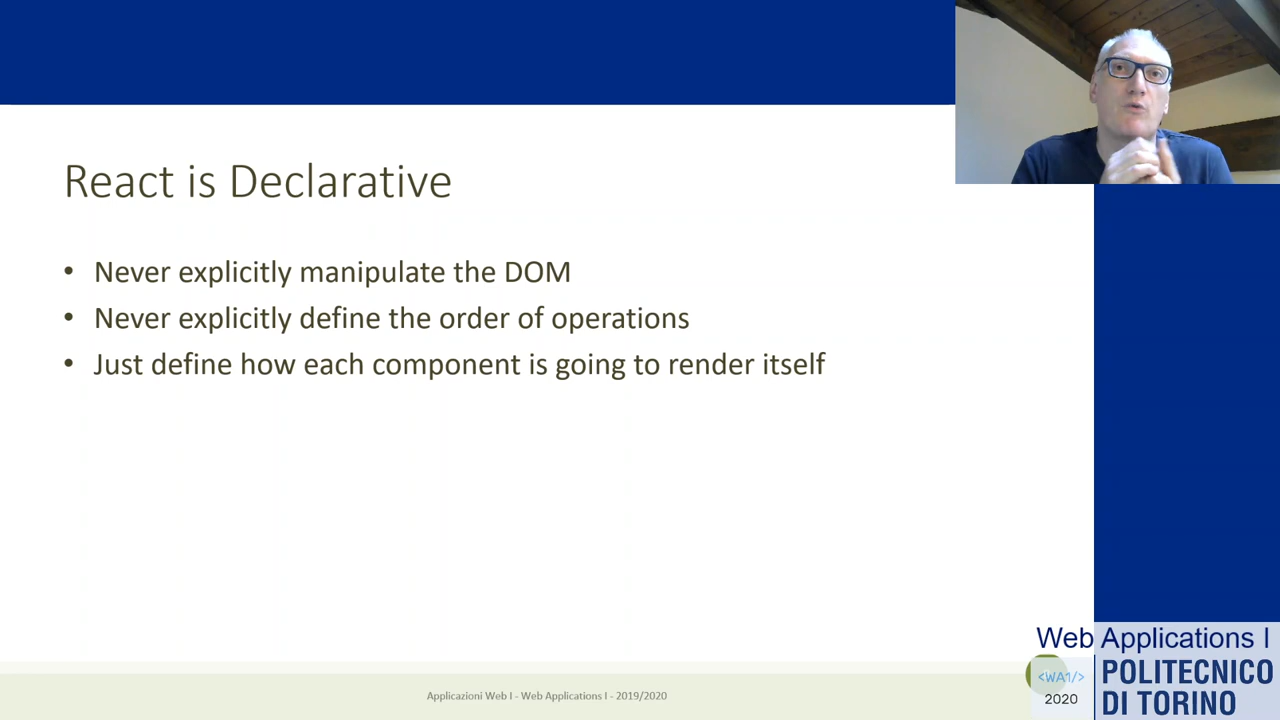 React is Declarative
• Never explicitly manipulate the DOM
• Never explicitly define the order of operations
• Just define how each component is going to render itself
Applicazioni Web I - Web Applications I - 2019/2020
Web Applications I
<WA1/>
2020
POLITECNICO
DI TORINO